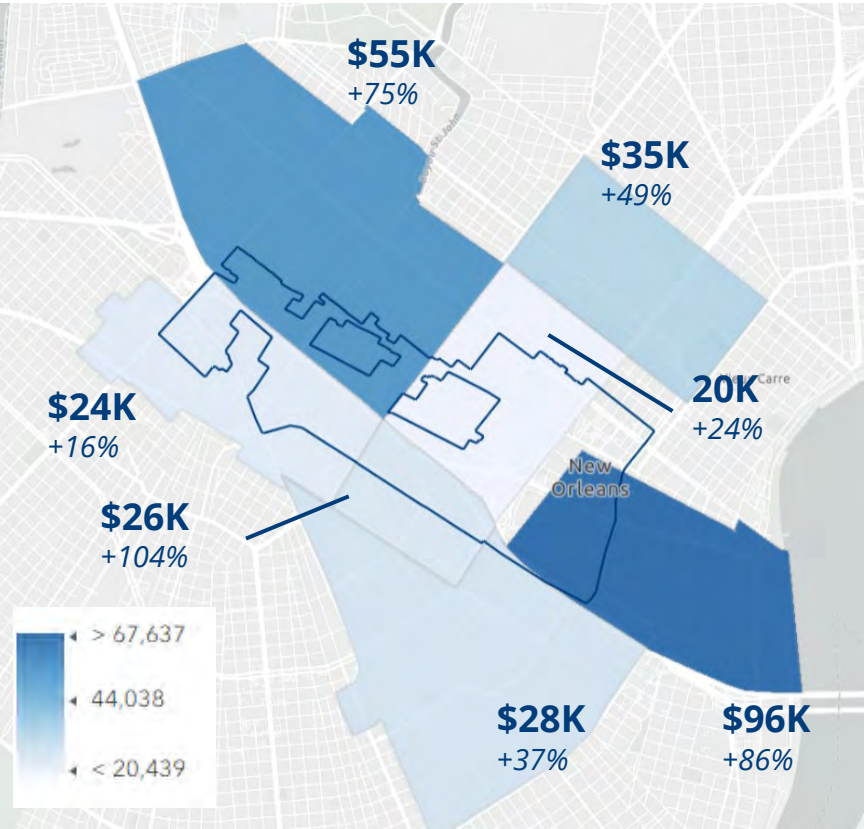 $55K
+75%
$35K
+49%
$24K
+16%
20K
+24%
Carre
New
Orleans
$26K
+104%
> 67,637
44,038
< 20,439
$28K
+37%
$96K
+86%